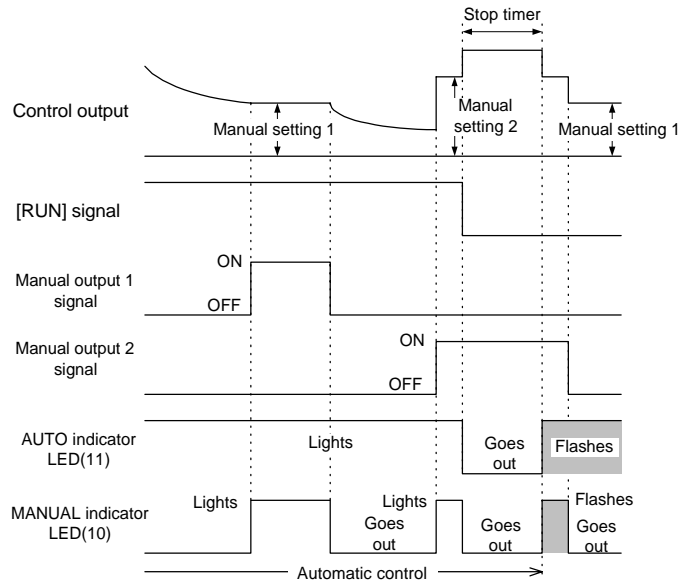 Stop timer
Control output
Manual setting 1
Manual
setting 2
Manual setting 1
[RUN] signal
Manual output 1
signal
ON
OFF
Manual output 2
signal
ON
OFF
AUTO indicator
LED(11)
Lights
Goes
out
Flashes
MANUAL indicator
LED(10)
Lights
Goes
out
Lights
Goes
out
Flashes
Goes
out
Automatic control